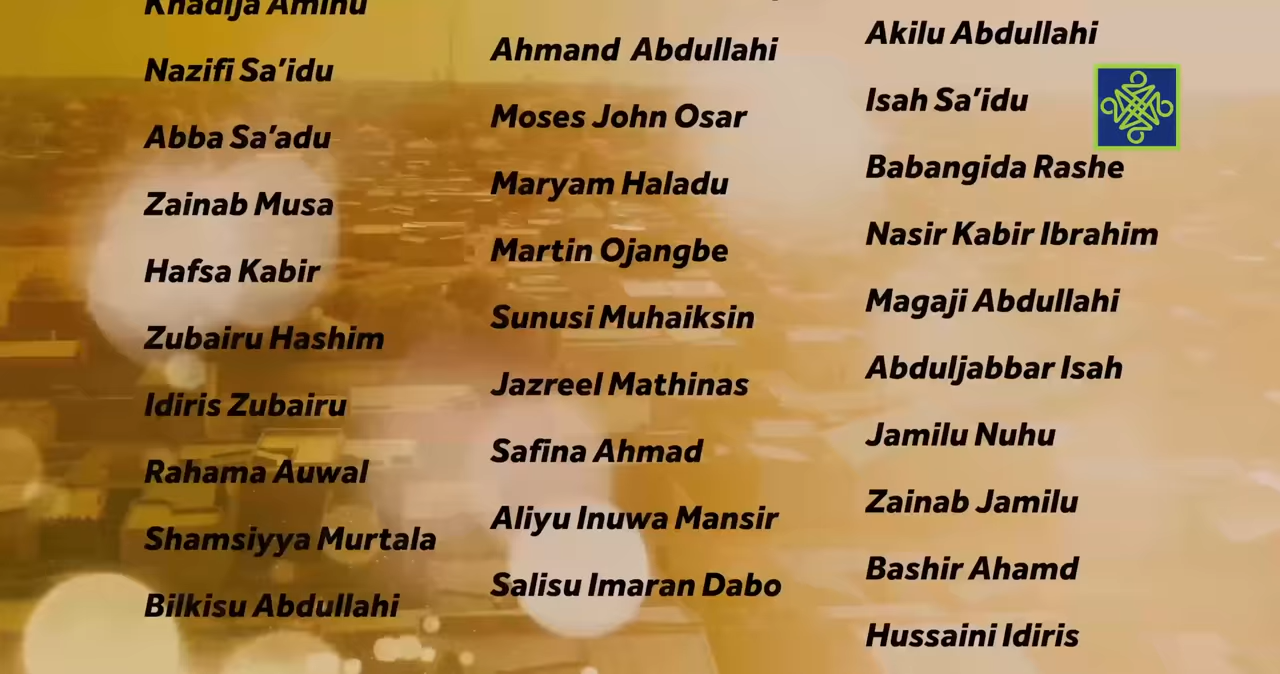 Khadija Aminu
Nazifi Sa'idu
Abba Sa'adu
Zainab Musa
Hafsa Kabir
Zubairu Hashim
Idiris Zubairu
Rahama Auwal
Shamsiyya Murtala
Bilkisu Abdullahi
Ahmand Abdullahi
Moses John Osar
Maryam Haladu
Martin Ojangbe
Sunusi Muhaiksin
Jazreel Mathinas
Safina Ahmad
Aliyu Inuwa Mansir
Salisu Imaran Dabo
Akilu Abdullahi
Isah Sa'idu
Babangida Rashe
Nasir Kabir Ibrahim
Magaji Abdullahi
Abduljabbar Isah
Jamilu Nuhu
Zainab Jamilu
Bashir Ahamd
Hussaini Idiris